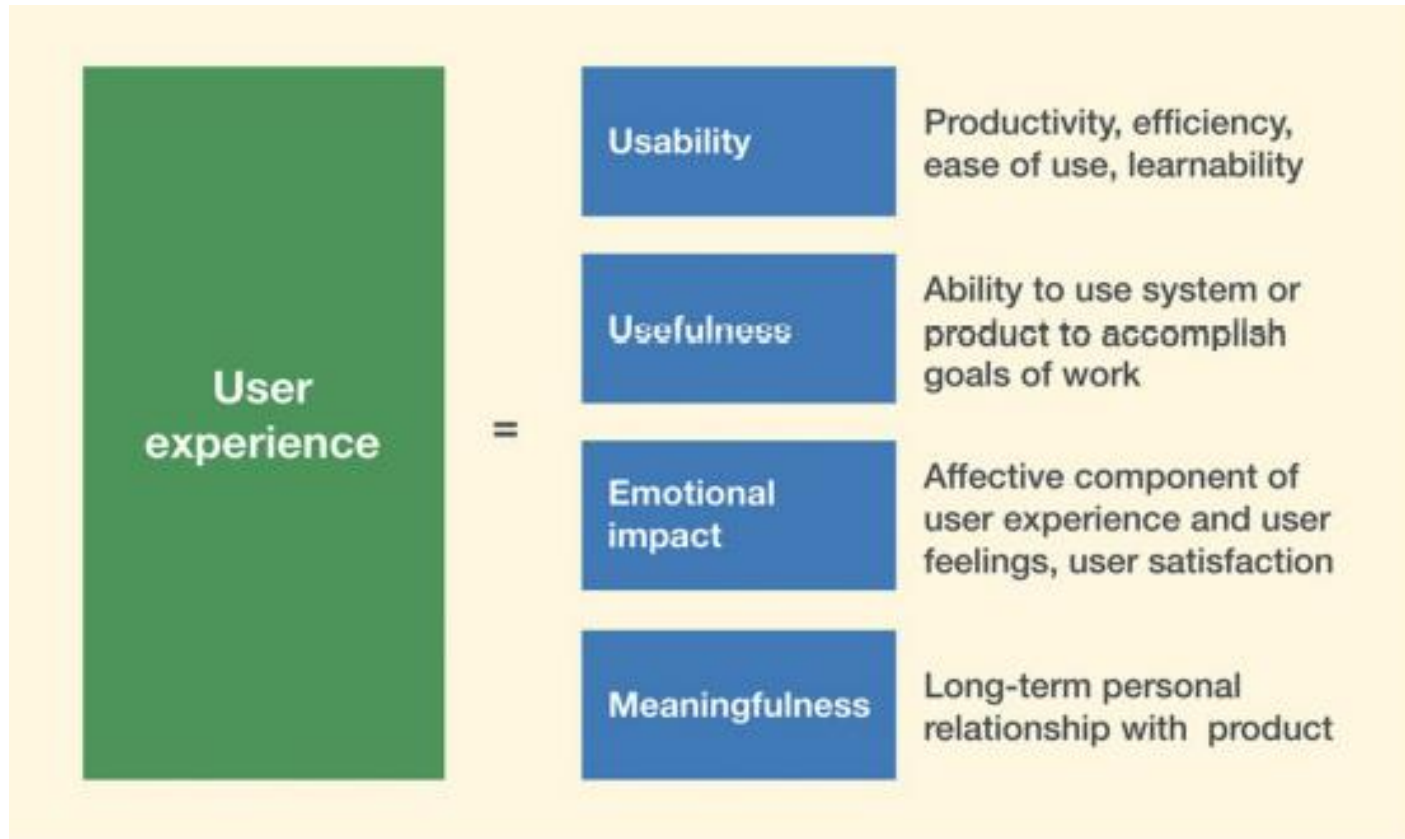 User
experience
=
Usability
Productivity, efficiency,
ease of use, learnability
Usefulness
Ability to use system or
product to accomplish
goals of work
Emotional
impact
Affective component of
user experience and user
feelings, user satisfaction
Meaningfulness
Long-term personal
relationship with product